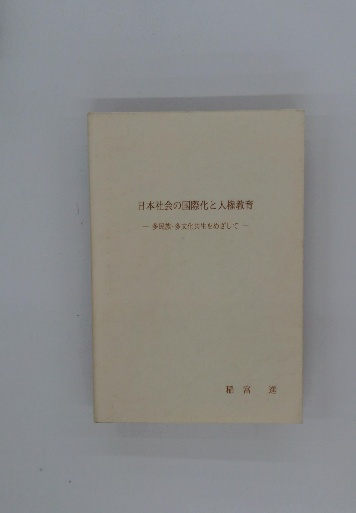 日本社会の国際化と人権教育
― 多民族・多文化共生をめざして ―
稲富 進